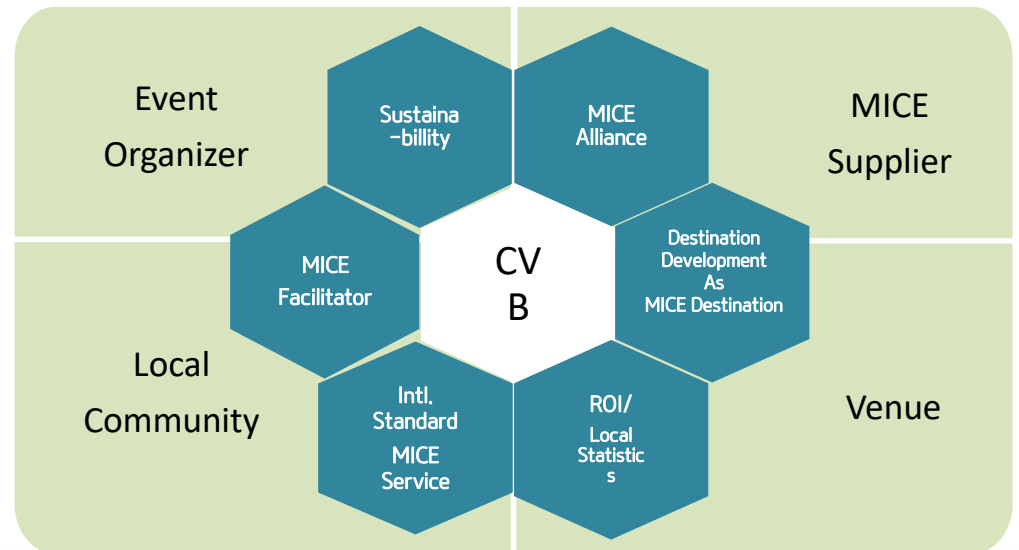 Event
Organizer
Sustaina
-billity
MICE
Alliance
MICE
Supplier
MICE
Facilitator
CV
B
Destination
Development
As
MICE Destination
Local
Community
Intl.
Standard
MICE
Service
ROI/
Local
Statistic
s
Venue